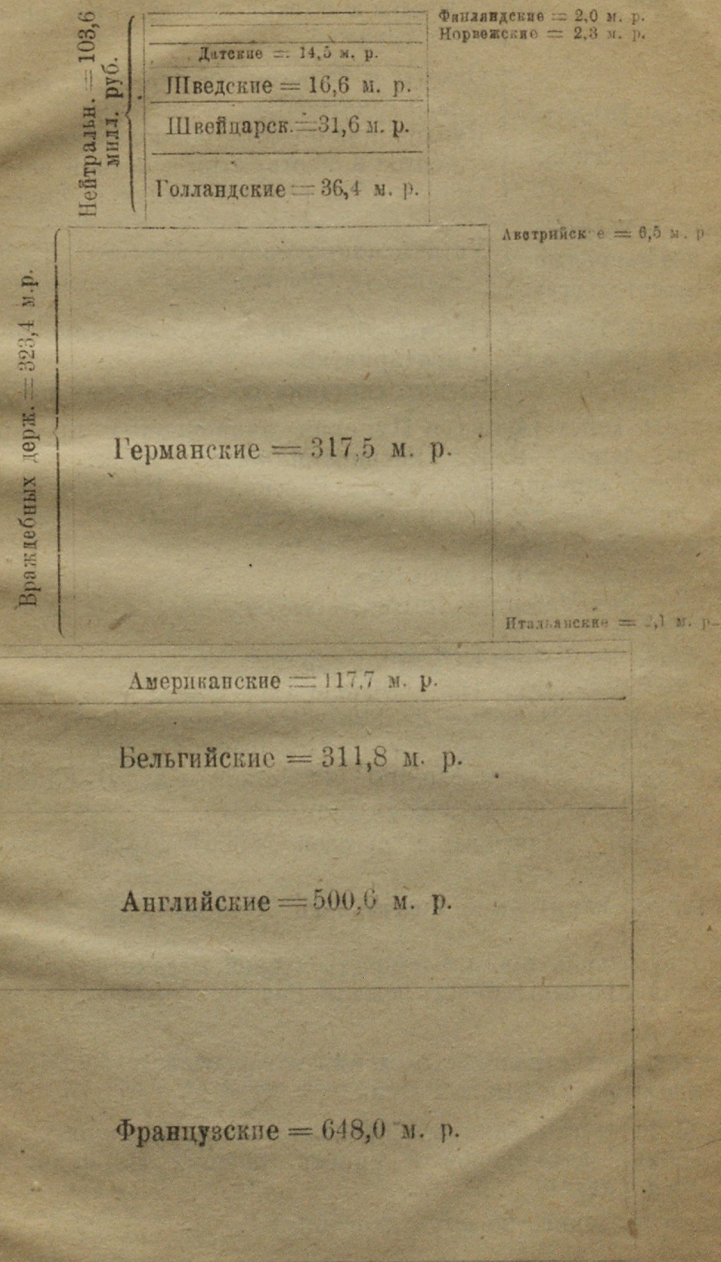 Финляндские = 2,0 м. р.
Норвежские = 2,3 м. р.
Нейтральн. = 103,6
милл. руб.
Датские = 14,5 м. р.
Шведские = 16,6 м. р.
Швейцарск. = 31,6 м. р.
Голландские = 36,4 м. р.
Австрийск е = 6,5 м. р
Враждебных держ. = 323,4 м.р.
Германские = 317,5 м. р.
Итальянские = ,1 м. р.
Американские = 117,7 м. р.
Бельгийские = 311,8 м. р.
Английские = 500,6 м. р.
Французские = 648,0 м. р.